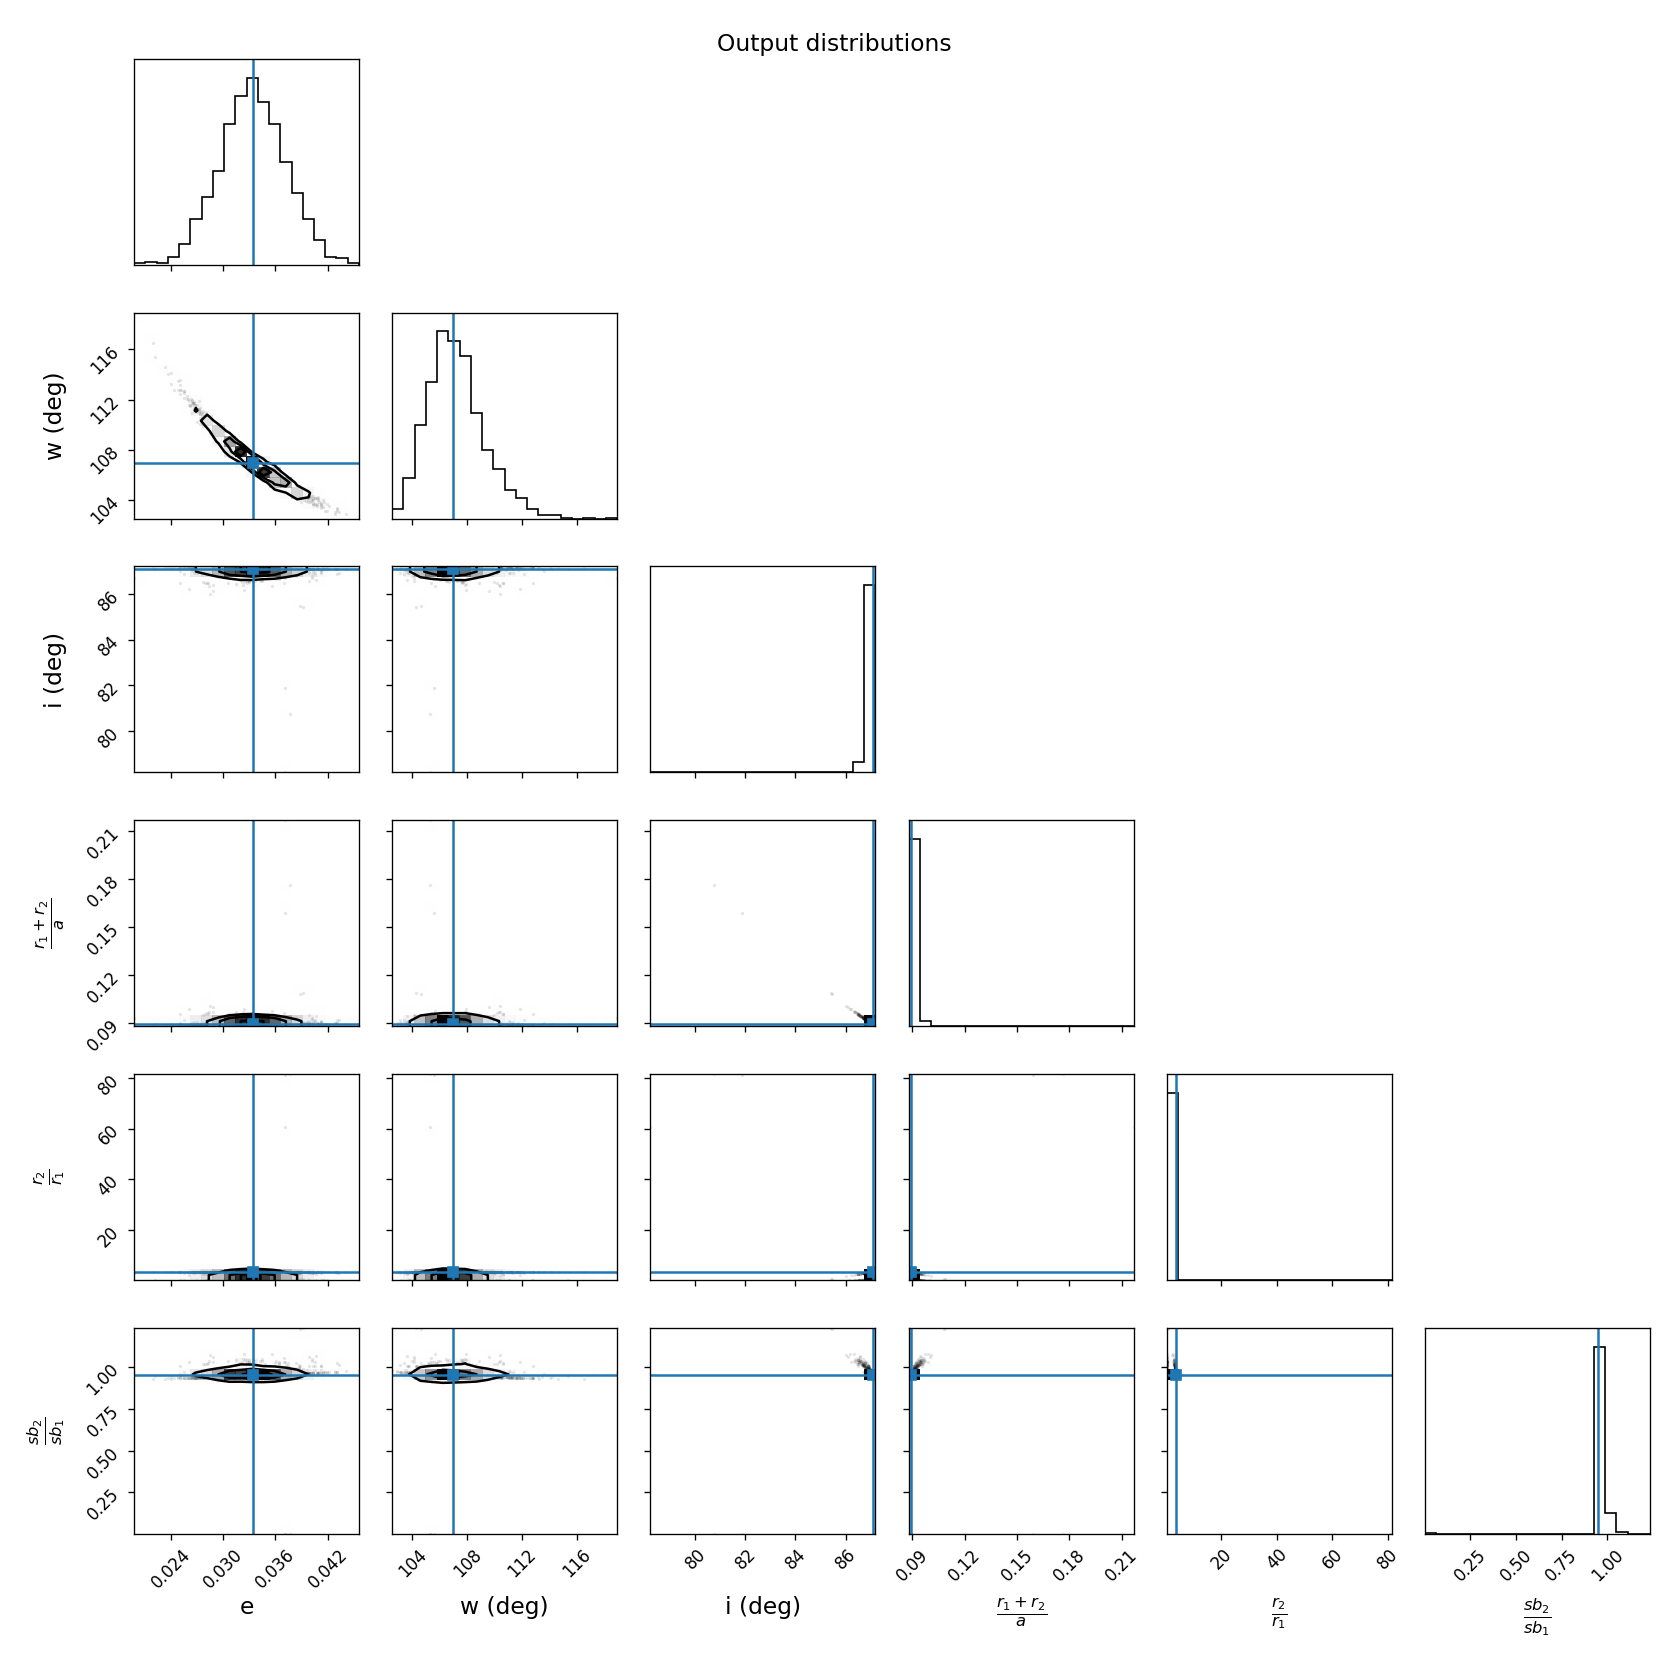 Output distributions
w (deg)
116
112
108
104
i (deg)
86
84
82
80
r₁ + r₂
a
0.21
0.18
0.15
0.12
0.09
r₂
r₁
80
60
40
20
sb₂
sb₁
1.00
0.75
0.50
0.25
0.024 0.030 0.036 0.042 104 108 112 116 80 82 84 86 0.09 0.12 0.15 0.18 0.21 20 40 60 80 0.25 0.50 0.75 1.00
e w (deg) i (deg) r₁ + r₂ r₂ sb₂
a r₁ sb₁